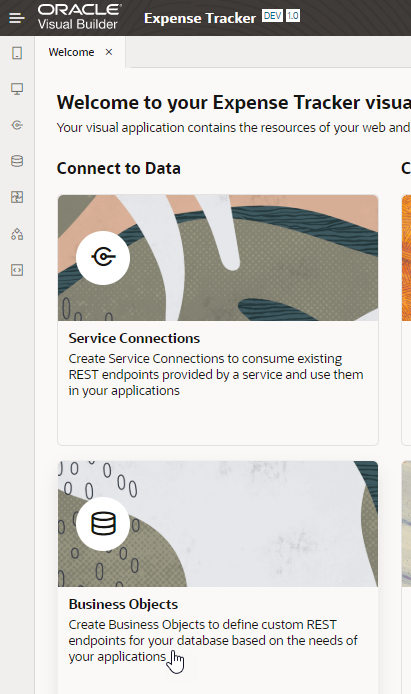 ORACLE
Visual Builder
Expense Tracker DEV 1.0
Welcome ×
Welcome to your Expense Tracker visua
Your visual application contains the resources of your web and
Connect to Data
C
Service Connections
Create Service Connections to consume existing
REST endpoints provided by a service and use them
in your applications
Business Objects
Create Business Objects to define custom REST
endpoints for your database based on the needs of
your applications